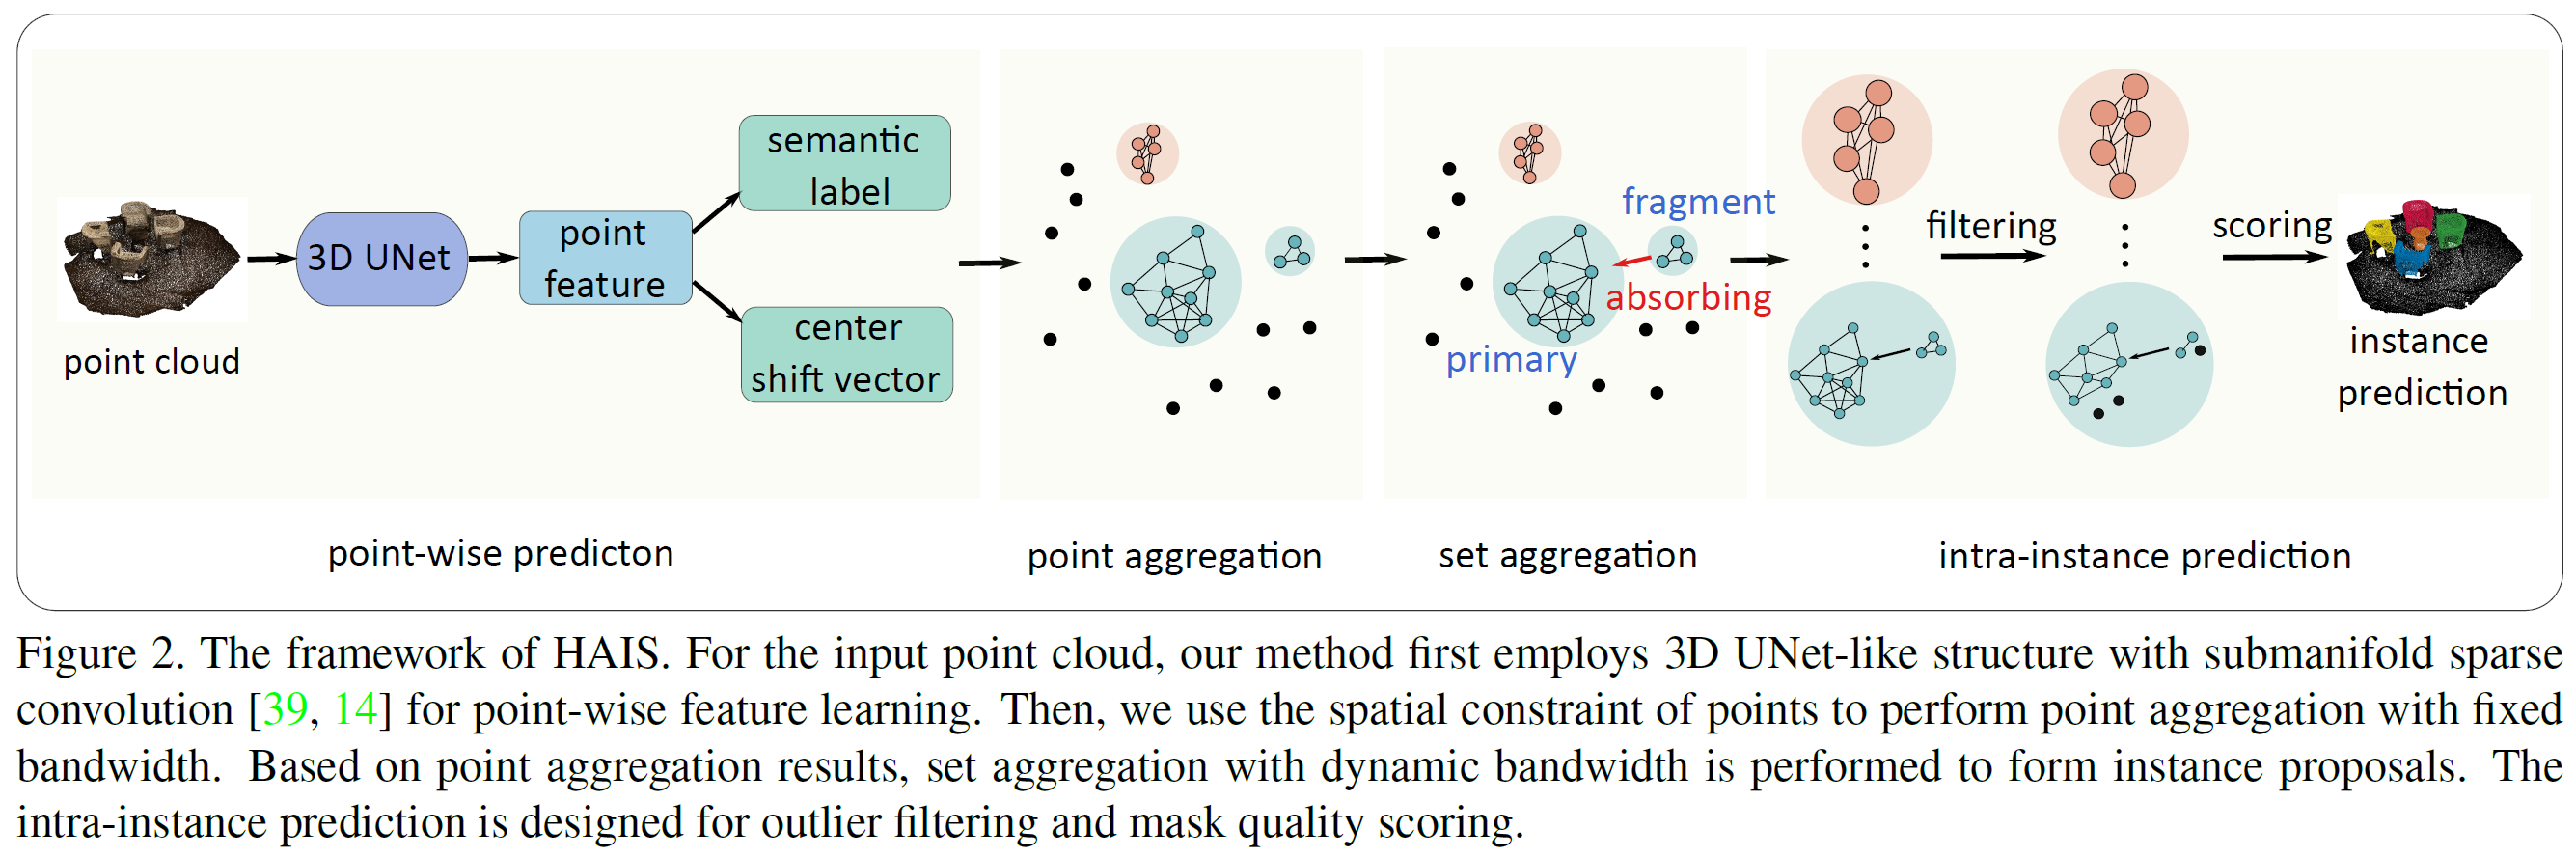 point cloud
3D UNet
point
feature
semantic
label
center
shift vector
point-wise predicton
point aggregation
fragment
absorbing
primary
set aggregation
filtering
scoring
instance
prediction
intra-instance prediction
Figure 2. The framework of HAIS. For the input point cloud, our method first employs 3D UNet-like structure with submanifold sparse
convolution [39, 14] for point-wise feature learning. Then, we use the spatial constraint of points to perform point aggregation with fixed
bandwidth. Based on point aggregation results, set aggregation with dynamic bandwidth is performed to form instance proposals. The
intra-instance prediction is designed for outlier filtering and mask quality scoring.